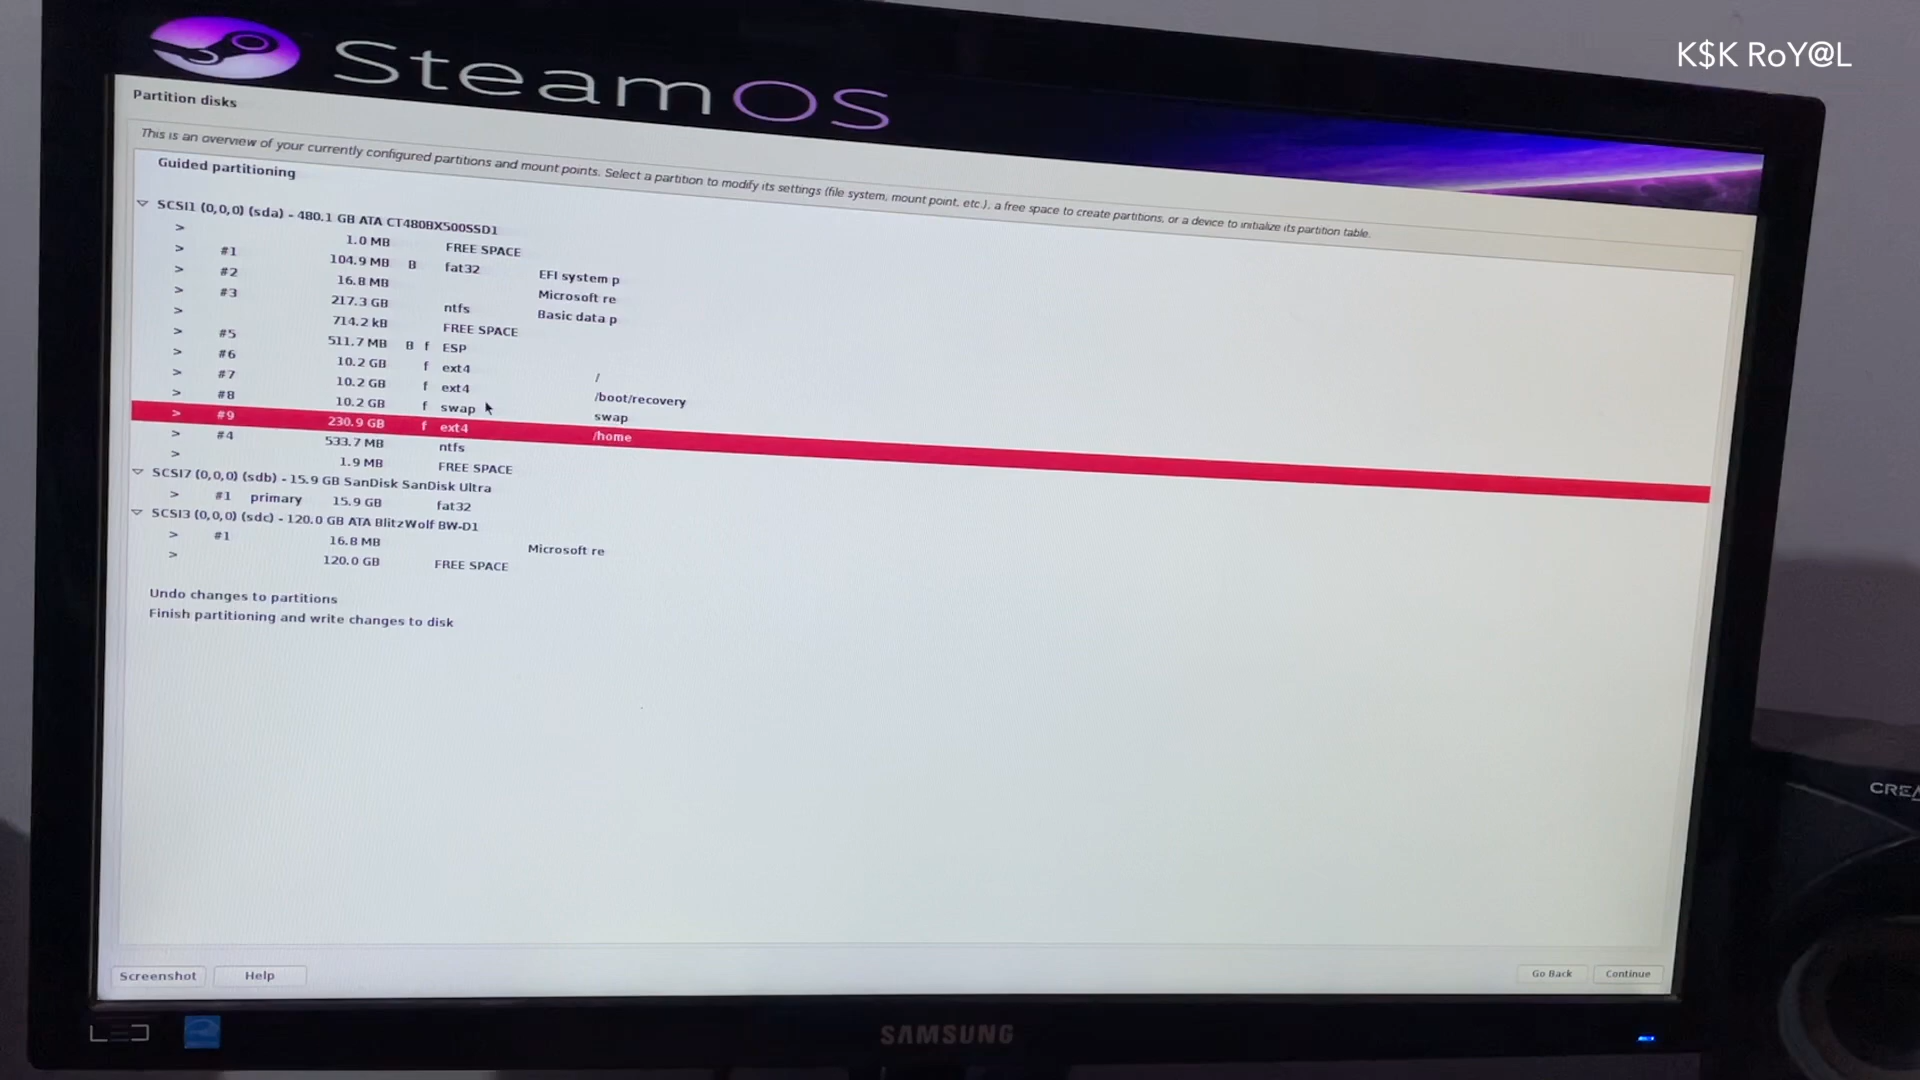 K$K RoY@L
SteamOS
Partition disks
This is an overview of your currently configured partitions and mount points. Select a partition to modify its settings (file system, mount point, etc.), a free space to create partitions, or a device to initialize its partition table.
Guided partitioning
SCSI1 (0,0,0) (sda) - 480.1 GB ATA CT480BX500SSD1
> 1.0 MB FREE SPACE
> #1 104.9 MB B fat32 EFI system p
> #2 16.8 MB Microsoft re
> #3 217.3 GB ntfs Basic data p
> 714.2 kB FREE SPACE
> #5 511.7 MB B f ESP
> #6 10.2 GB f ext4 /
> #7 10.2 GB f ext4 /boot/recovery
> #8 10.2 GB f swap swap
> #9 230.9 GB f ext4 /home
> #4 533.7 MB ntfs
> 1.9 MB FREE SPACE
SCSI7 (0,0,0) (sdb) - 15.9 GB SanDisk SanDisk Ultra
> #1 primary 15.9 GB fat32
SCSI3 (0,0,0) (sdc) - 120.0 GB ATA BlitzWolf BW-D1
> #1 16.8 MB Microsoft re
> 120.0 GB FREE SPACE
Undo changes to partitions
Finish partitioning and write changes to disk
CREA
Screenshot Help Go Back Continue
LED
SAMSUNG